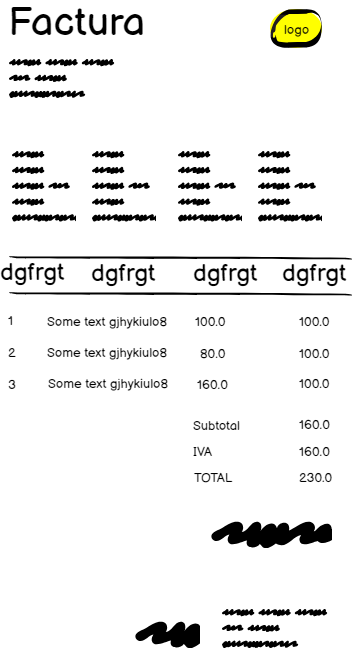 Factura
logo
dgfrgt dgfrgt dgfrgt dgfrgt
1 Some text gjhykiulo8 100.0 100.0
2 Some text gjhykiulo8 80.0 100.0
3 Some text gjhykiulo8 160.0 100.0
Subtotal 160.0
IVA 160.0
TOTAL 230.0